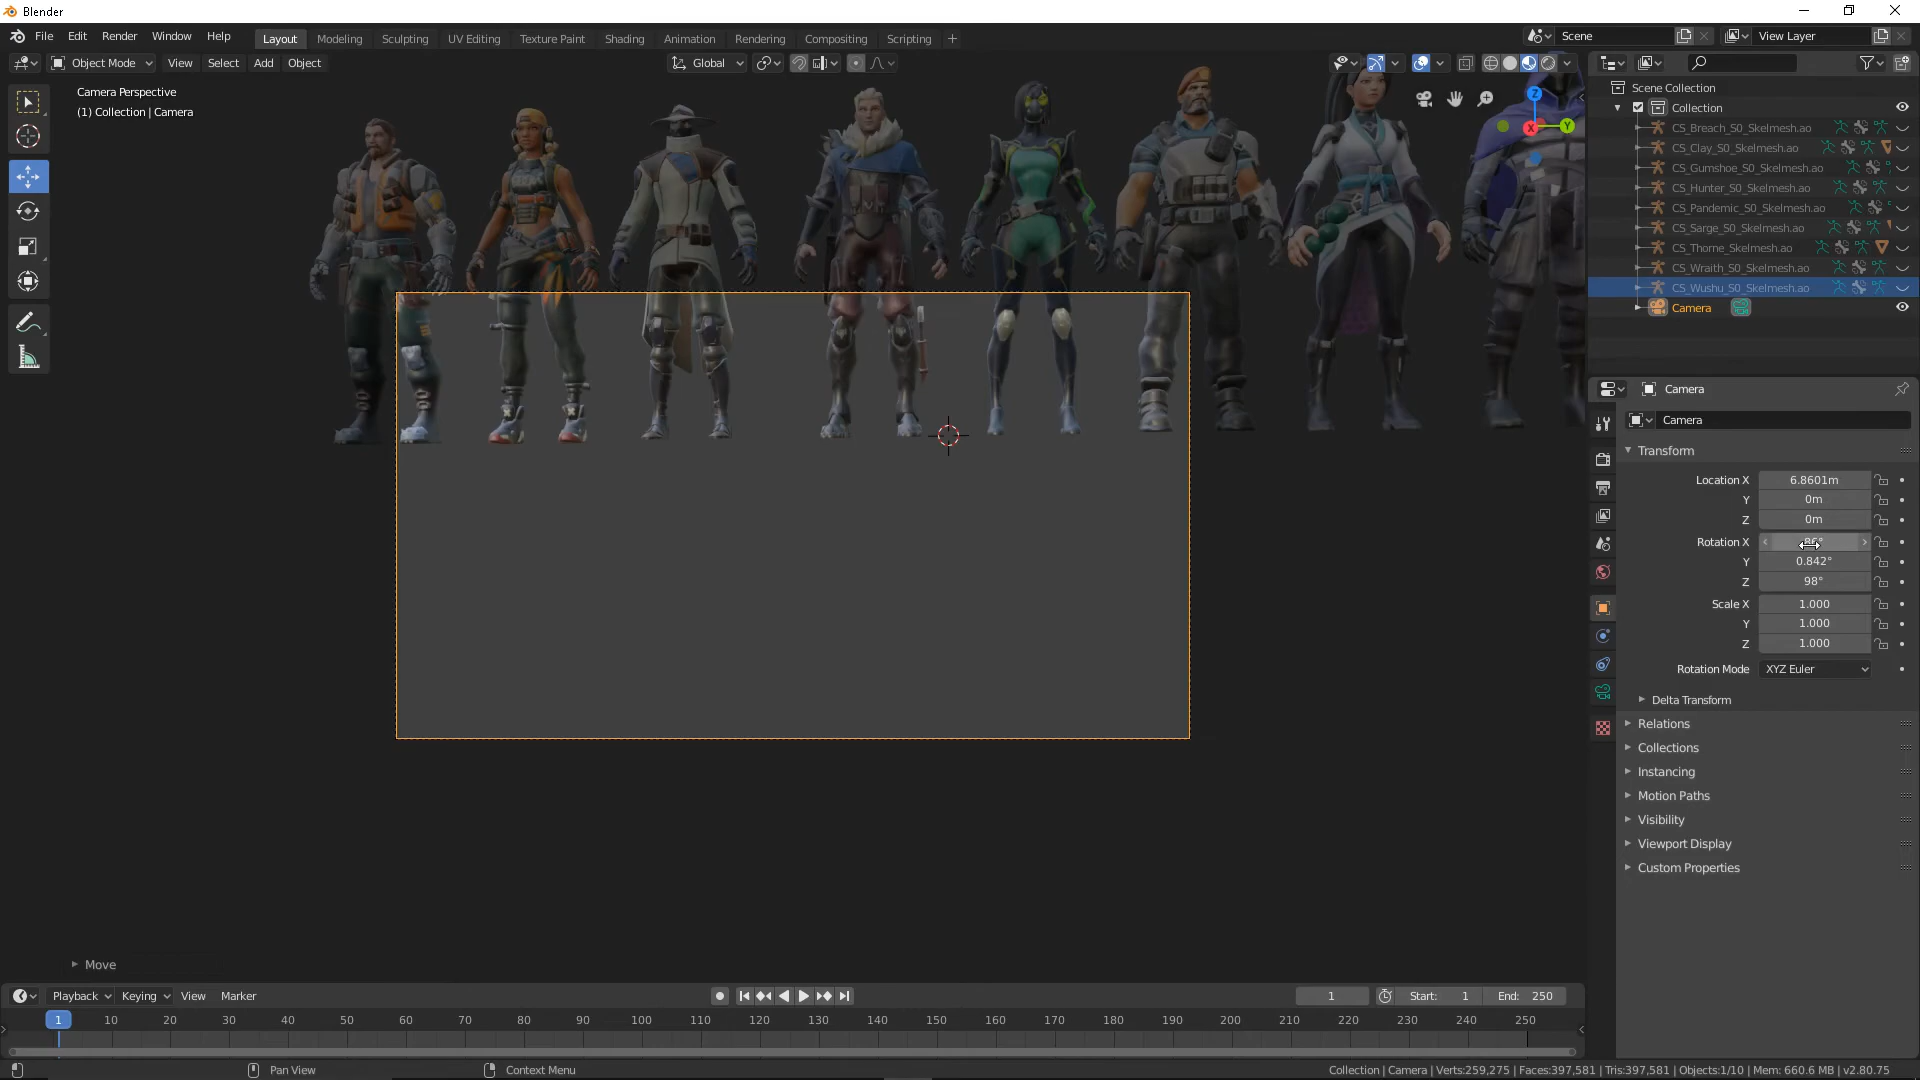 Blender
File Edit Render Window Help
Layout Modeling Sculpting UV Editing Texture Paint Shading Animation Rendering Compositing Scripting +
Scene
View Layer
Object Mode View Select Add Object
Global
Camera Perspective
(1) Collection | Camera
Z
X
Y
Scene Collection
Collection
CS_Breach_S0_Skelmesh.ao
CS_Clay_S0_Skelmesh.ao
CS_Gumshoe_S0_Skelmesh.ao
CS_Hunter_S0_Skelmesh.ao
CS_Pandemic_S0_Skelmesh.ao
CS_Sarge_S0_Skelmesh.ao
CS_Thorne_Skelmesh.ao
CS_Wraith_S0_Skelmesh.ao
CS_Wushu_S0_Skelmesh.ao
Camera
Camera
Camera
Transform
Location X 6.8601m
Y 0m
Z 0m
Rotation X
Y 0.842°
Z 98°
Scale X 1.000
Y 1.000
Z 1.000
Rotation Mode XYZ Euler
Delta Transform
Relations
Collections
Instancing
Motion Paths
Visibility
Viewport Display
Custom Properties
Move
Playback Keying View Marker
1
Start: 1
End: 250
1 10 20 30 40 50 60 70 80 90 100 110 120 130 140 150 160 170 180 190 200 210 220 230 240 250
Pan View
Context Menu
Collection | Camera | Verts:259,275 | Faces:397,581 | Tris:397,581 | Objects:1/10 | Mem: 660.6 MB | v2.80.75